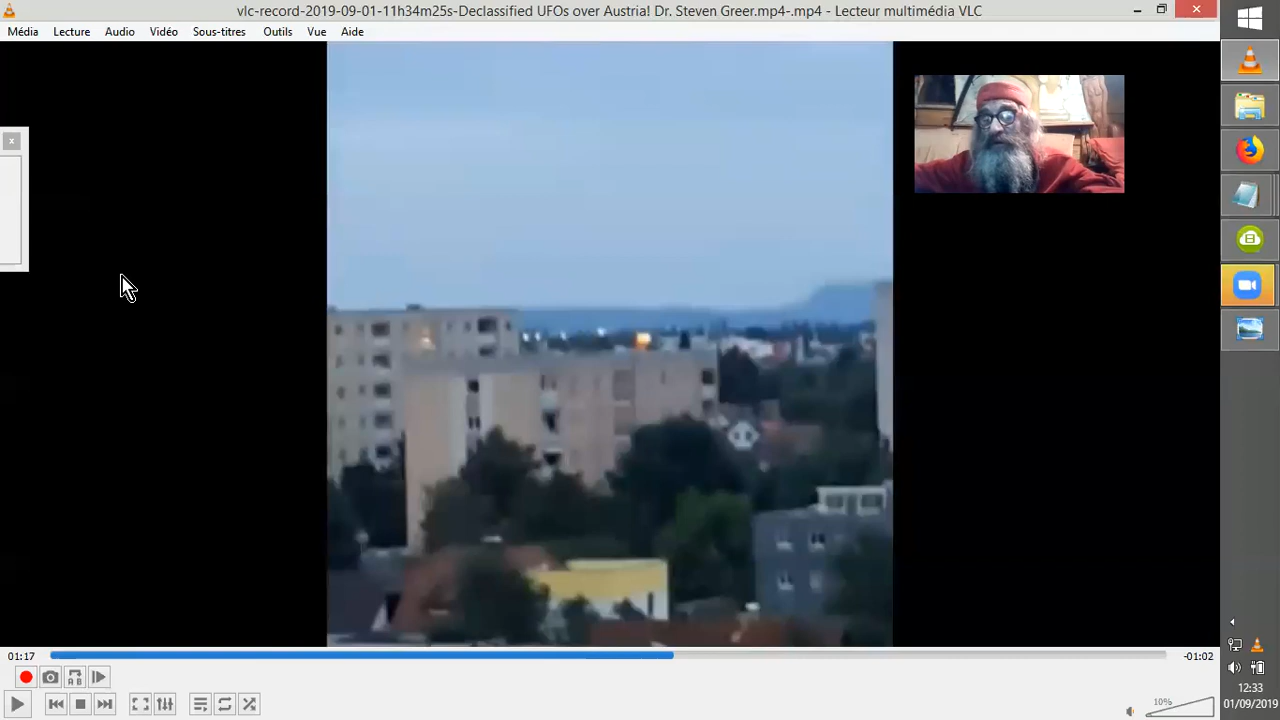 vlc-record-2019-09-01-11h34m25s-Declassified UFOs over Austria! Dr. Steven Greer.mp4-.mp4 - Lecteur multimédia VLC
Média Lecture Audio Vidéo Sous-titres Outils Vue Aide
x
01:17 -01:02
A B
10%
12:33
01/09/2019